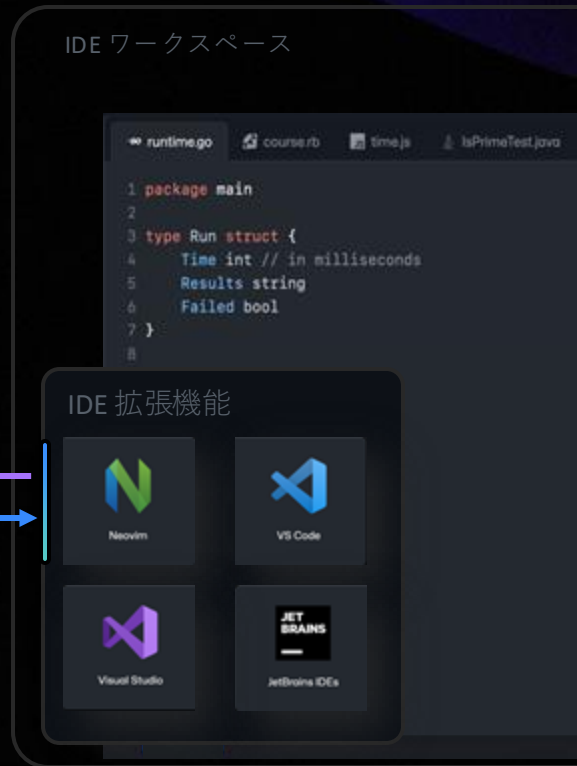 IDE ワークスペース
runtime.go course.rb time.js IsPrimeTest.java
1 package main
2
3 type Run struct {
4 Time int // in milliseconds
5 Results string
6 Failed bool
7 }
8
IDE 拡張機能
Neovim VS Code
JET
BRAINS
Visual Studio JetBrains IDEs